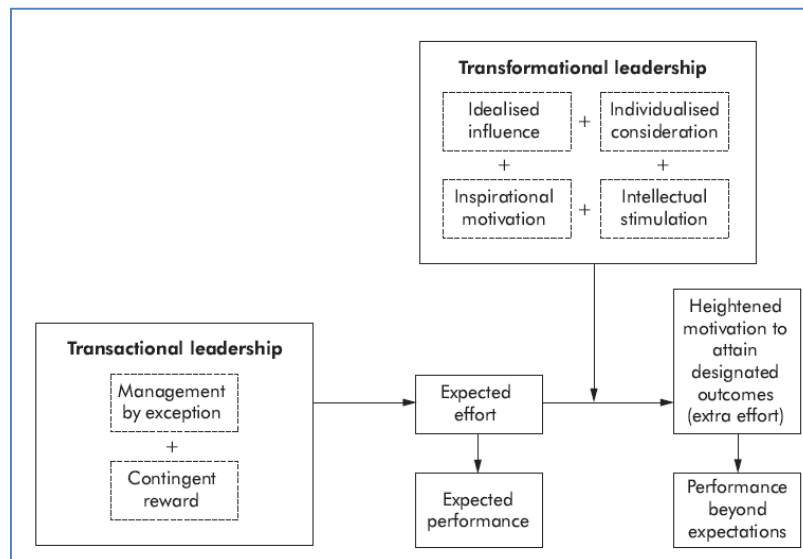 Transformational leadership
Idealised
influence
+
Individualised
consideration
+
+
Inspirational
motivation
+
Intellectual
stimulation
Transactional leadership
Management
by exception
+
Contingent
reward
Expected
effort
Expected
performance
Heightened
motivation to
attain
designated
outcomes
(extra effort)
Performance
beyond
expectations